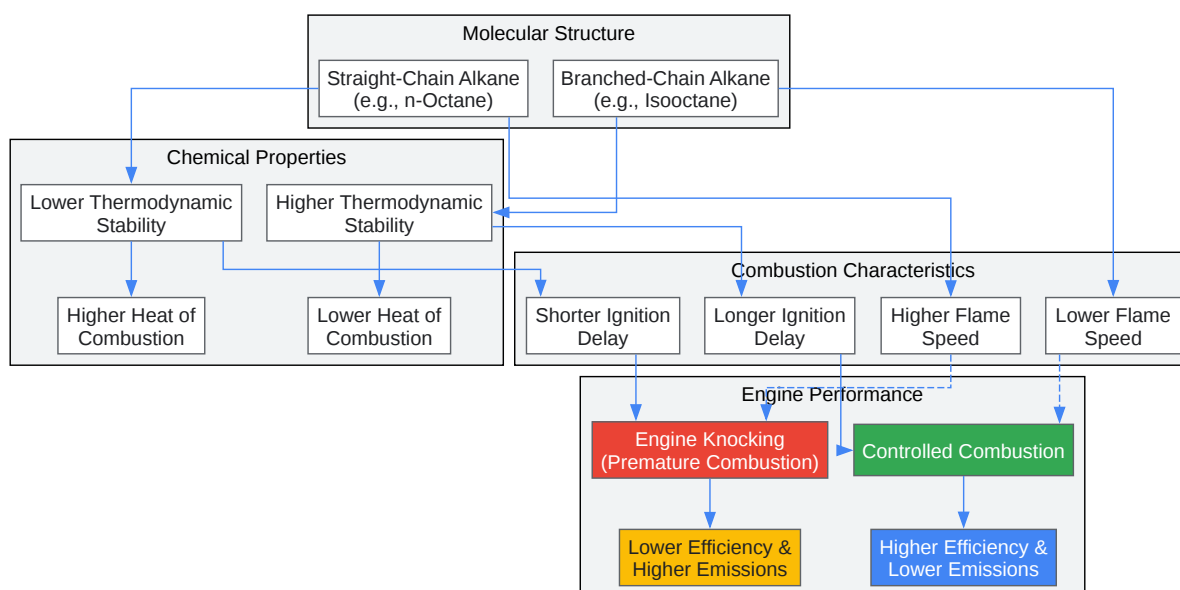 Molecular Structure
Straight-Chain Alkane
(e.g., n-Octane)
Branched-Chain Alkane
(e.g., Isooctane)
Chemical Properties
Lower Thermodynamic
Stability
Higher Thermodynamic
Stability
Higher Heat of
Combustion
Lower Heat of
Combustion
Combustion Characteristics
Shorter Ignition
Delay
Longer Ignition
Delay
Higher Flame
Speed
Lower Flame
Speed
Engine Performance
Engine Knocking
(Premature Combustion)
Controlled Combustion
Lower Efficiency &
Higher Emissions
Higher Efficiency &
Lower Emissions